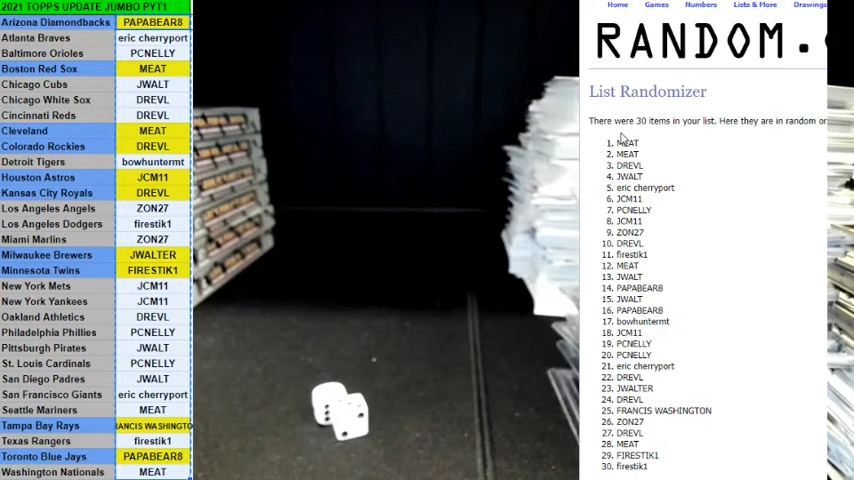 2021 TOPPS UPDATE JUMBO PYT1
Arizona Diamondbacks PAPABEAR8
Atlanta Braves eric cherryport
Baltimore Orioles PCNELLY
Boston Red Sox MEAT
Chicago Cubs JWALT
Chicago White Sox DREVL
Cincinnati Reds DREVL
Cleveland MEAT
Colorado Rockies DREVL
Detroit Tigers bowhuntermt
Houston Astros JCM11
Kansas City Royals DREVL
Los Angeles Angels ZON27
Los Angeles Dodgers firestik1
Miami Marlins ZON27
Milwaukee Brewers JWALTER
Minnesota Twins FIRESTIK1
New York Mets JCM11
New York Yankees JCM11
Oakland Athletics DREVL
Philadelphia Phillies PCNELLY
Pittsburgh Pirates JWALT
St. Louis Cardinals PCNELLY
San Diego Padres JWALT
San Francisco Giants eric cherryport
Seattle Mariners MEAT
Tampa Bay Rays RANCIS WASHINGTO
Texas Rangers firestik1
Toronto Blue Jays PAPABEAR8
Washington Nationals MEAT
Home Games Numbers Lists & More Drawings
RANDOM.
List Randomizer
There were 30 items in your list. Here they are in random or
1. MEAT
2. MEAT
3. DREVL
4. JWALT
5. eric cherryport
6. JCM11
7. PCNELLY
8. JCM11
9. ZON27
10. DREVL
11. firestik1
12. MEAT
13. JWALT
14. PAPABEAR8
15. JWALT
16. PAPABEAR8
17. bowhuntermt
18. JCM11
19. PCNELLY
20. PCNELLY
21. eric cherryport
22. DREVL
23. JWALTER
24. DREVL
25. FRANCIS WASHINGTON
26. ZON27
27. DREVL
28. MEAT
29. FIRESTIK1
30. firestik1